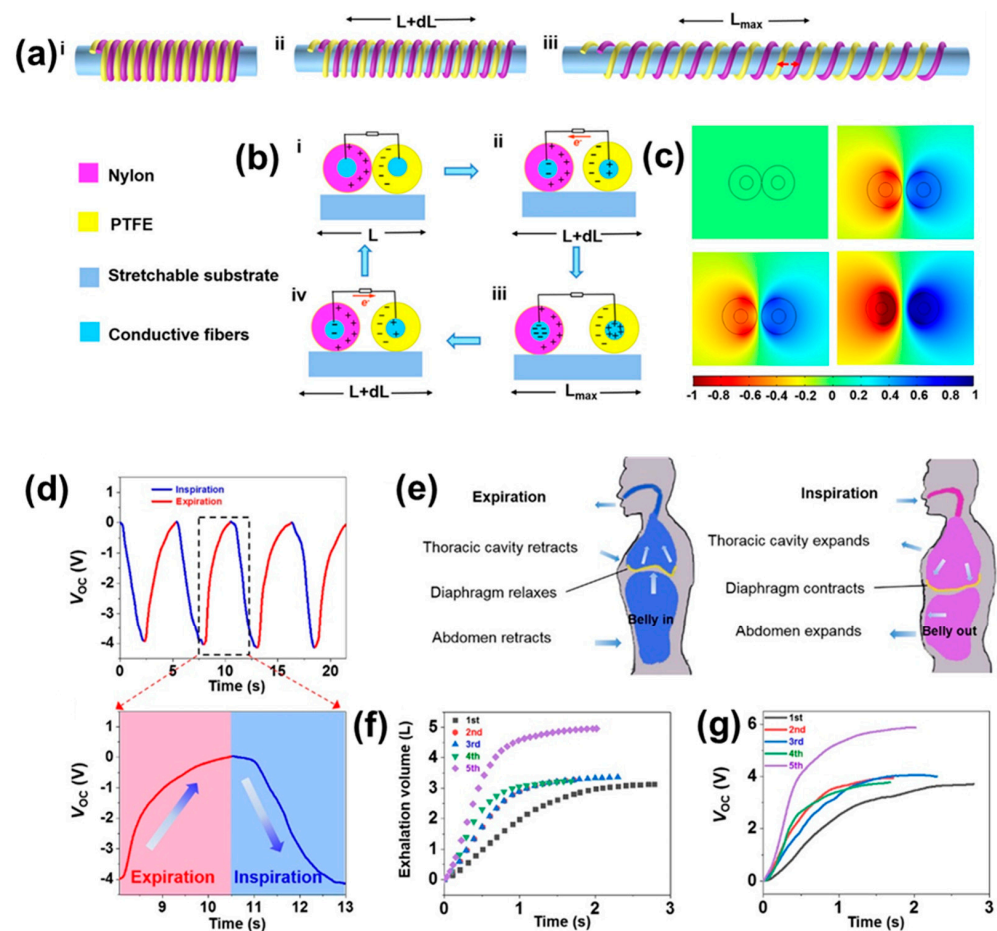 (a)
i
ii
L+dL
iii
Lmax
Nylon
PTFE
Stretchable substrate
Conductive fibers
(b)
i
L
ii
e-
L+dL
iv
e-
L+dL
iii
Lmax
(c)
-1 -0.8 -0.6 -0.4 -0.2 0 0.2 0.4 0.6 0.8 1
(d)
Inspiration
Expiration
VOC (V)
1
0
-1
-2
-3
-4
0 5 10 15 20
Time (s)
VOC (V)
1
0
-1
-2
-3
-4
Expiration Inspiration
9 10 11 12 13
Time (s)
(e)
Expiration
Thoracic cavity retracts
Diaphragm relaxes
Abdomen retracts
Belly in
Inspiration
Thoracic cavity expands
Diaphragm contracts
Abdomen expands
Belly out
(f)
Exhalation volume (L)
5
4
3
2
1
0
1st
2nd
3rd
4th
5th
0 1 2 3
Time (s)
(g)
VOC (V)
6
4
2
0
1st
2nd
3rd
4th
5th
0 1 2 3
Time (s)